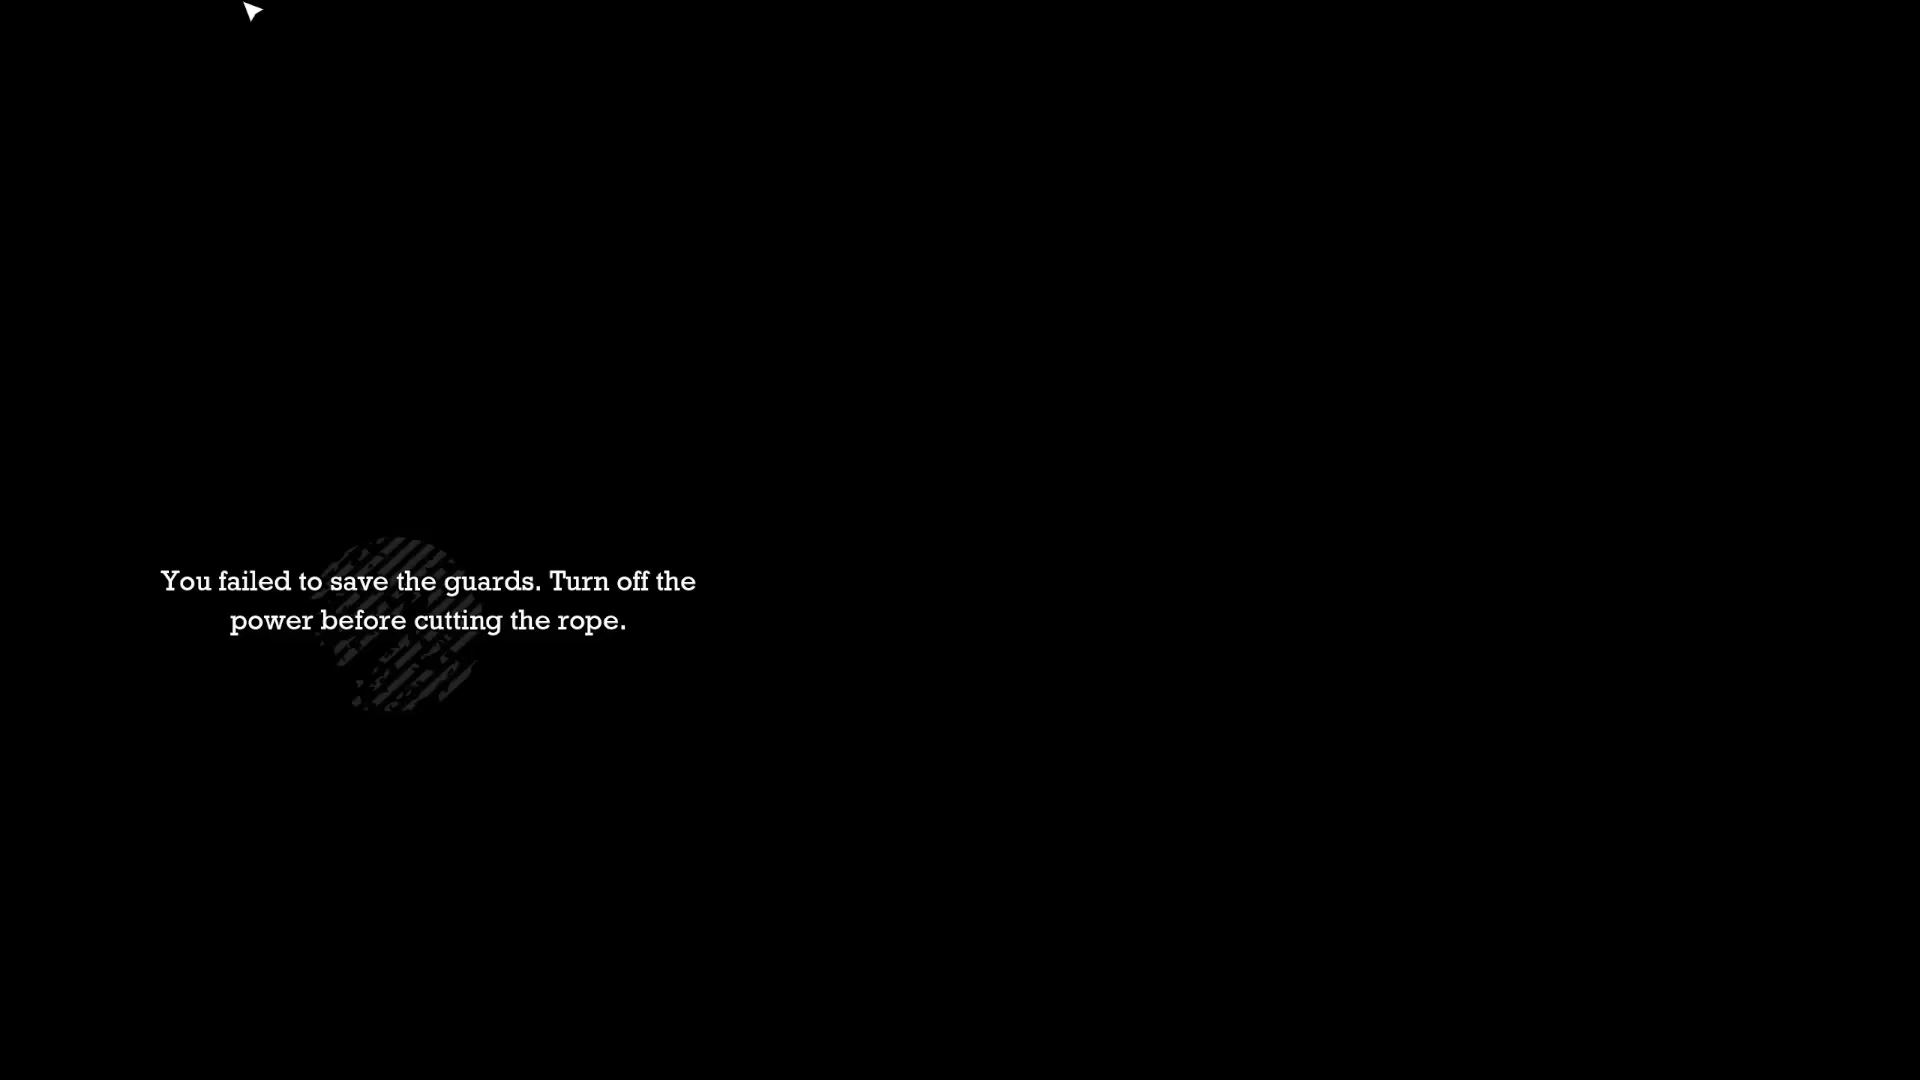 You failed to save the guards. Turn off the
power before cutting the rope.